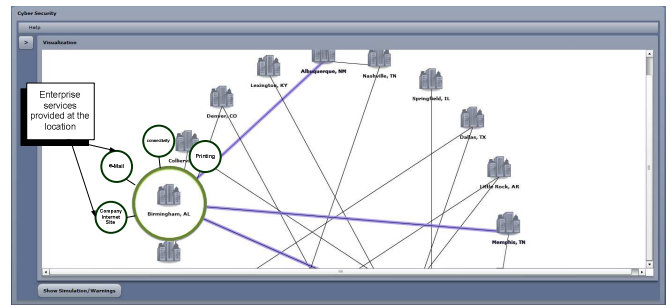 Cyber Security
Help
>
Visualization
Albuquerque, NM
Nashville, TN
Lexington, KY
Springfield, IL
Denver, CO
Dallas, TX
Enterprise
services
provided at the
location
Connectivity
Printing
e-Mail
Little Rock, AR
Company
Internet
Site
Birmingham, AL
Memphis, TN
Show Simulation/Warnings